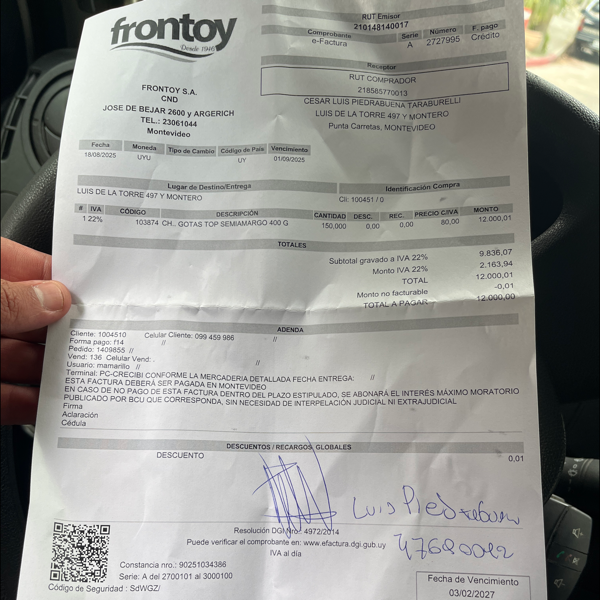 frontoy
Desde 1946
RUT Emisor
210148140017
Comprobante Serie Número F. pago
e-Factura A 2727995 Crédito
Receptor
RUT COMPRADOR
218585770013
CESAR LUIS PIEDRABUENA TARABURELLI
LUIS DE LA TORRE 497 Y MONTERO
Punta Carretas, MONTEVIDEO
FRONTOY S.A.
CND
JOSE DE BEJAR 2600 y ARGERICH
TEL.: 23061044
Montevideo
Fecha Moneda Tipo de Cambio Código de País Vencimiento
18/08/2025 UYU UY 01/09/2025
Lugar de Destino/Entrega Identificación Compra
LUIS DE LA TORRE 497 Y MONTERO Cli: 100451 / 0
# IVA CÓDIGO DESCRIPCIÓN CANTIDAD DESC. REC. PRECIO C/IVA MONTO
1 22% 103874 CH.. GOTAS TOP SEMIAMARGO 400 G 150,000 0,00 0,00 80,00 12.000,01
TOTALES
Subtotal gravado a IVA 22% 9.836,07
Monto IVA 22% 2.163,94
TOTAL 12.000,01
Monto no facturable -0,01
TOTAL A PAGAR 12.000,00
ADENDA
Cliente: 1004510 Celular Cliente: 099 459 986 //
Forma pago: f14 //
Pedido: 1409855 //
Vend: 136 Celular Vend: . //
Usuario: mamarillo //
Terminal: PC-CRECIBI CONFORME LA MERCADERIA DETALLADA FECHA ENTREGA: //
ESTA FACTURA DEBERÁ SER PAGADA EN MONTEVIDEO
EN CASO DE NO PAGO DE ESTA FACTURA DENTRO DEL PLAZO ESTIPULADO, SE ABONARÁ EL INTERÉS MÁXIMO MORATORIO
PUBLICADO POR BCU QUE CORRESPONDA, SIN NECESIDAD DE INTERPELACIÓN JUDICIAL NI EXTRAJUDICIAL
Firma
Aclaración
Cédula
DESCUENTOS / RECARGOS GLOBALES
DESCUENTO 0,01
Luis Piedrabuena
Resolución DGI Nro.: 4972/2014
Puede verificar el comprobante en: www.efactura.dgi.gub.uy
IVA al día
Constancia nro.: 90251034386
Serie: A del 2700101 al 3000100
Código de Seguridad : SdWGZ/
Fecha de Vencimiento
03/02/2027